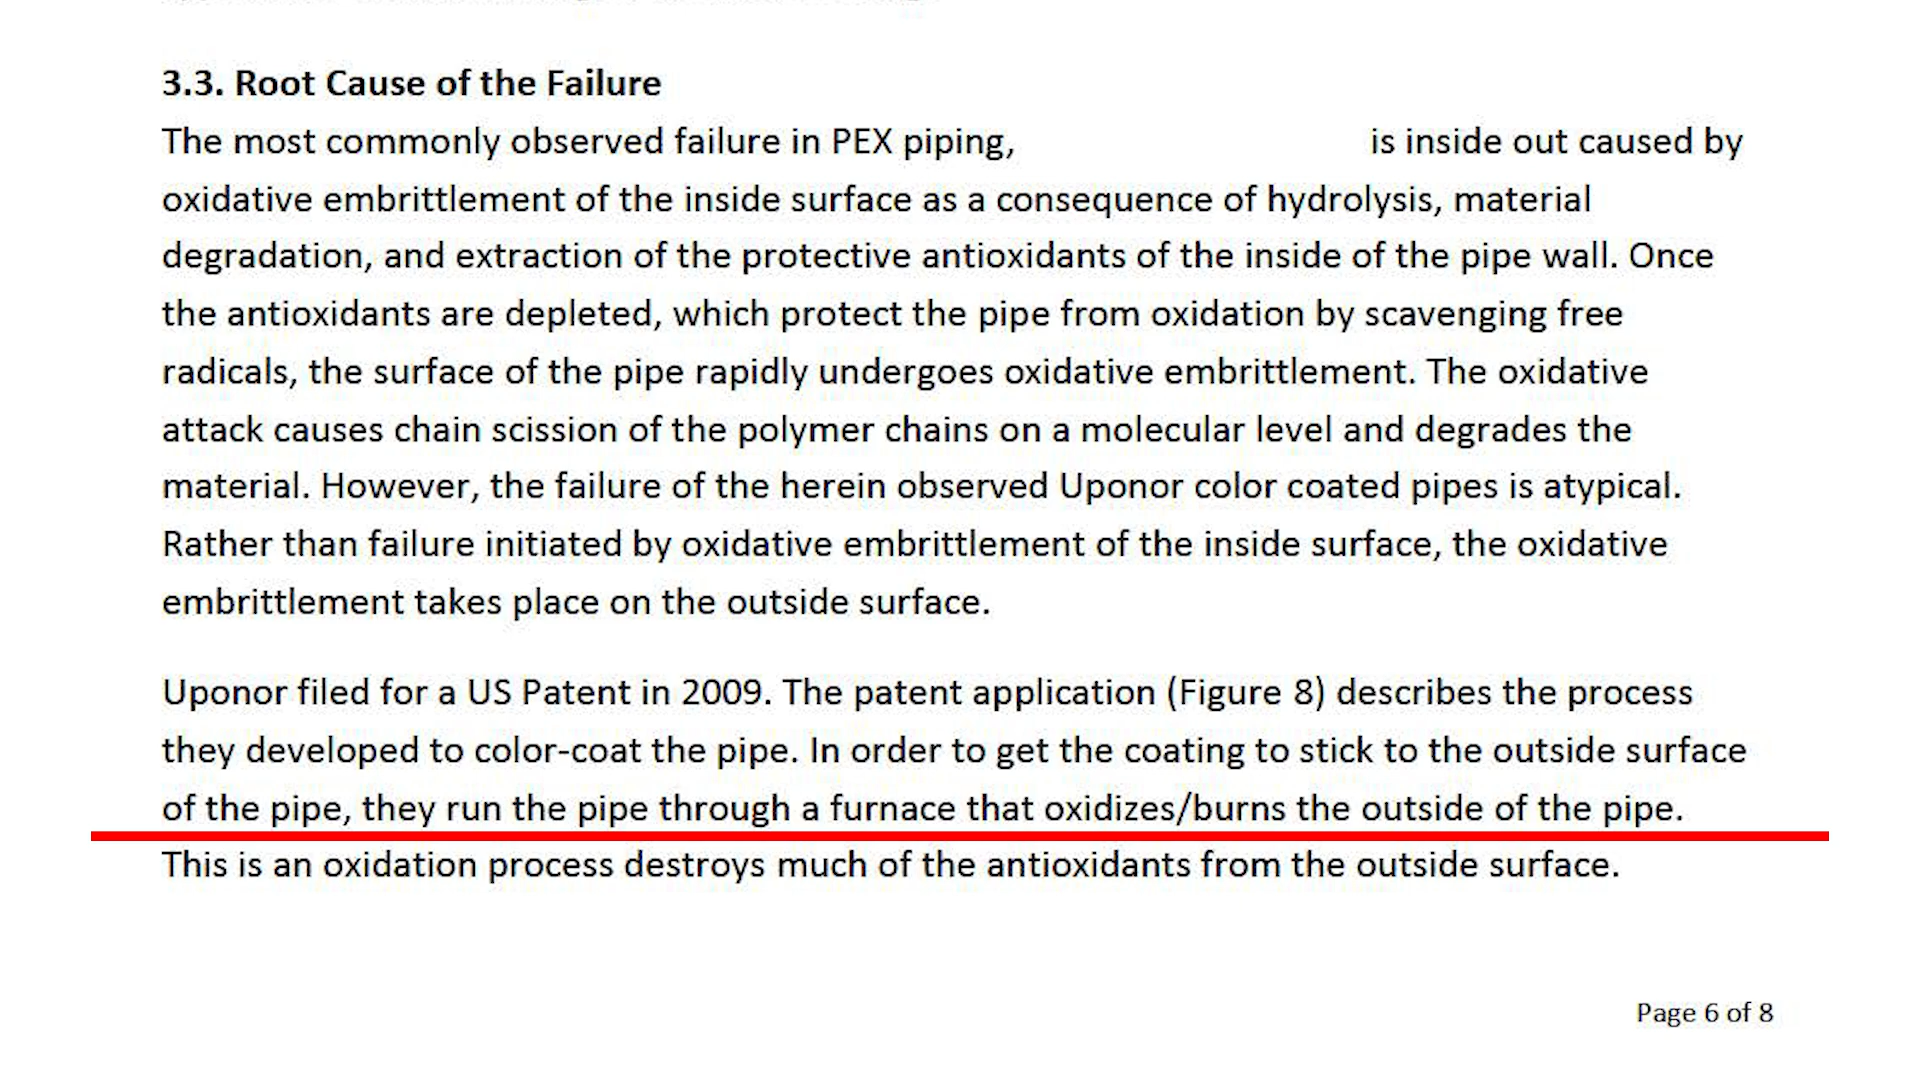 3.3. Root Cause of the Failure
The most commonly observed failure in PEX piping, is inside out caused by
oxidative embrittlement of the inside surface as a consequence of hydrolysis, material
degradation, and extraction of the protective antioxidants of the inside of the pipe wall. Once
the antioxidants are depleted, which protect the pipe from oxidation by scavenging free
radicals, the surface of the pipe rapidly undergoes oxidative embrittlement. The oxidative
attack causes chain scission of the polymer chains on a molecular level and degrades the
material. However, the failure of the herein observed Uponor color coated pipes is atypical.
Rather than failure initiated by oxidative embrittlement of the inside surface, the oxidative
embrittlement takes place on the outside surface.
Uponor filed for a US Patent in 2009. The patent application (Figure 8) describes the process
they developed to color-coat the pipe. In order to get the coating to stick to the outside surface
of the pipe, they run the pipe through a furnace that oxidizes/burns the outside of the pipe.
This is an oxidation process destroys much of the antioxidants from the outside surface.
Page 6 of 8